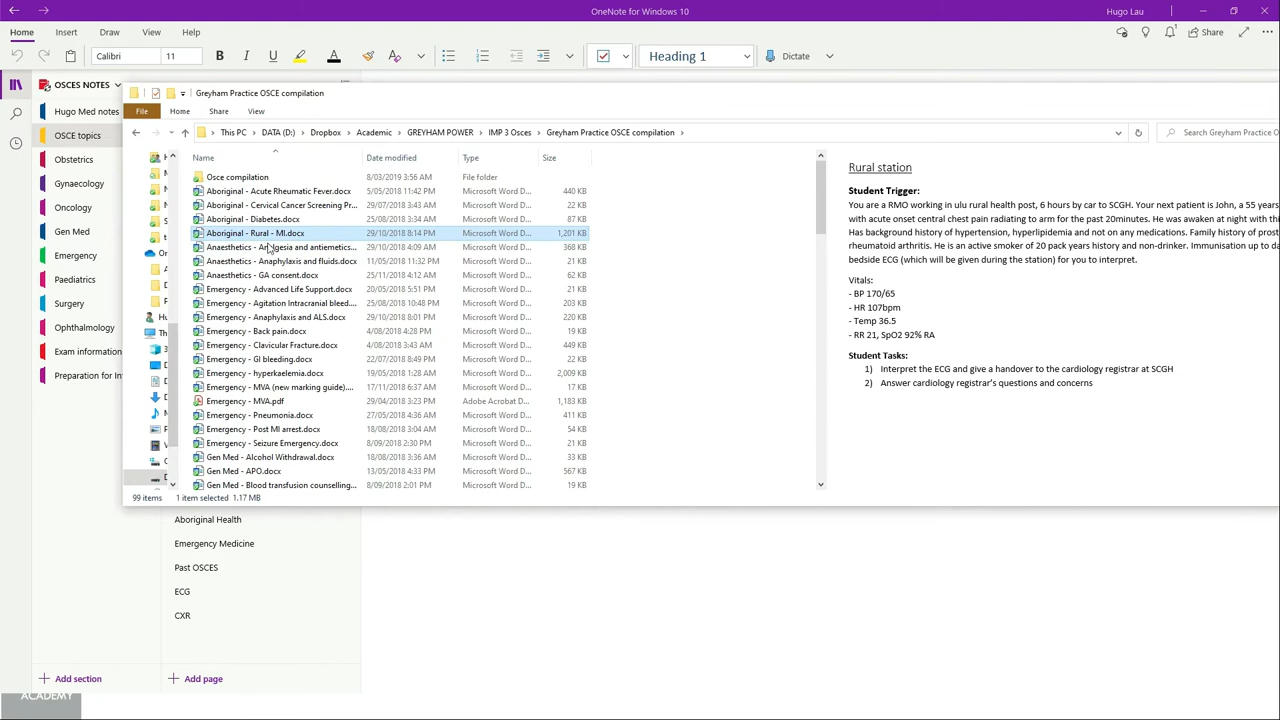 OneNote for Windows 10
Hugo Lau
Home Insert Draw View Help
Share
Calibri 11 B I U A Heading 1 Dictate
OSCES NOTES
Hugo Med notes
OSCE topics
Obstetrics
Gynaecology
Oncology
Gen Med
Emergency
Paediatrics
Surgery
Ophthalmology
Exam information
Preparation for In
Greyham Practice OSCE compilation
File Home Share View
This PC DATA (D:) Dropbox Academic GREYHAM POWER IMP 3 Osces Greyham Practice OSCE compilation
Search Greyham Practice O
Name Date modified Type Size
Osce compilation 8/03/2019 3:56 AM File folder
Aboriginal - Acute Rheumatic Fever.docx 5/05/2018 11:42 PM Microsoft Word D... 440 KB
Aboriginal - Cervical Cancer Screening Pr... 29/07/2018 3:43 AM Microsoft Word D... 22 KB
Aboriginal - Diabetes.docx 25/08/2018 3:34 AM Microsoft Word D... 87 KB
Aboriginal - Rural - MI.docx 29/10/2018 8:14 PM Microsoft Word D... 1,201 KB
Anaesthetics - Analgesia and antiemetics... 29/10/2018 4:09 AM Microsoft Word D... 368 KB
Anaesthetics - Anaphylaxis and fluids.docx 11/05/2018 11:32 PM Microsoft Word D... 21 KB
Anaesthetics - GA consent.docx 25/11/2018 4:12 AM Microsoft Word D... 62 KB
Emergency - Advanced Life Support.docx 20/05/2018 5:51 PM Microsoft Word D... 21 KB
Emergency - Agitation Intracranial bleed.... 25/08/2018 10:48 PM Microsoft Word D... 203 KB
Emergency - Anaphylaxis and ALS.docx 29/10/2018 8:01 PM Microsoft Word D... 220 KB
Emergency - Back pain.docx 4/08/2018 4:28 PM Microsoft Word D... 19 KB
Emergency - Clavicular Fracture.docx 4/08/2018 3:43 AM Microsoft Word D... 449 KB
Emergency - GI bleeding.docx 22/07/2018 8:49 PM Microsoft Word D... 22 KB
Emergency - hyperkaelemia.docx 19/05/2018 1:28 AM Microsoft Word D... 2,009 KB
Emergency - MVA (new marking guide).... 17/11/2018 6:37 AM Microsoft Word D... 17 KB
Emergency - MVA.pdf 29/04/2018 3:23 PM Adobe Acrobat D... 1,183 KB
Emergency - Pneumonia.docx 27/05/2018 4:36 AM Microsoft Word D... 411 KB
Emergency - Post MI arrest.docx 18/08/2018 3:04 AM Microsoft Word D... 54 KB
Emergency - Seizure Emergency.docx 8/09/2018 2:30 PM Microsoft Word D... 21 KB
Gen Med - Alcohol Withdrawal.docx 18/08/2018 3:36 AM Microsoft Word D... 33 KB
Gen Med - APO.docx 13/05/2018 4:33 PM Microsoft Word D... 567 KB
Gen Med - Blood transfusion counselling... 8/09/2018 2:01 PM Microsoft Word D... 19 KB
99 items 1 item selected 1.17 MB
Rural station
Student Trigger:
You are a RMO working in ulu rural health post, 6 hours by car to SCGH. Your next patient is John, a 55 years
with acute onset central chest pain radiating to arm for the past 20minutes. He was awaken at night with th
Has background history of hypertension, hyperlipidemia and not on any medications. Family history of prem
rheumatoid arthritis. He is an active smoker of 20 pack years history and non-drinker. Immunisation up to da
bedside ECG (which will be given during the station) for you to interpret.
Vitals:
- BP 170/65
- HR 107bpm
- Temp 36.5
- RR 21, SpO2 92% RA
Student Tasks:
1) Interpret the ECG and give a handover to the cardiology registrar at SCGH
2) Answer cardiology registrar's questions and concerns
Aboriginal Health
Emergency Medicine
Past OSCES
ECG
CXR
Add section
Add page
ACADEMY